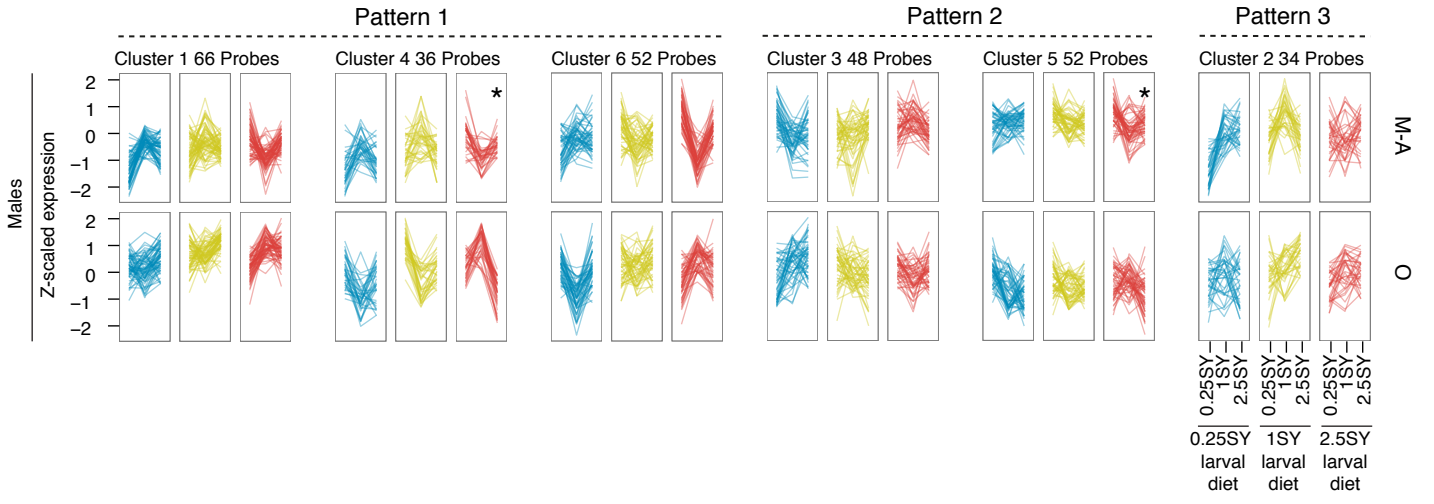 Pattern 1
Pattern 2
Pattern 3
Cluster 1 66 Probes
Cluster 4 36 Probes
Cluster 6 52 Probes
Cluster 3 48 Probes
Cluster 5 52 Probes
Cluster 2 34 Probes
Males
Z-scaled expression
2
1
0
−1
−2
*
*
M-A
2
1
0
−1
−2
O
0.25SY
1SY
2.5SY
0.25SY
1SY
2.5SY
0.25SY
1SY
2.5SY
0.25SY
larval
diet
1SY
larval
diet
2.5SY
larval
diet